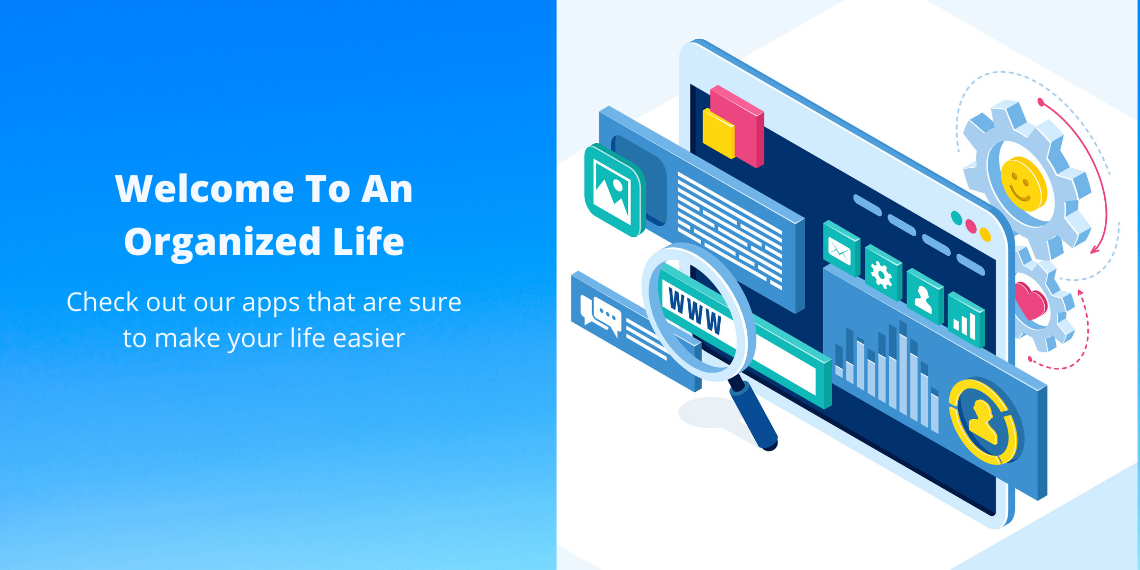 Welcome To An
Organized Life
Check out our apps that are sure
to make your life easier
WWW